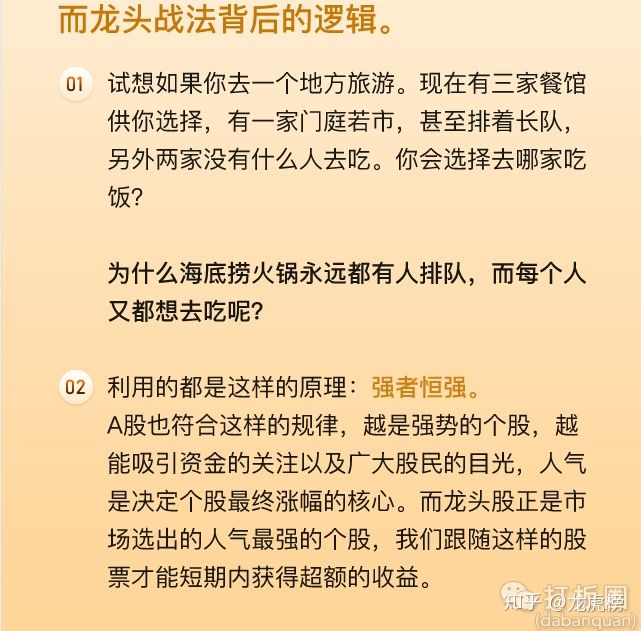 而龙头战法背后的逻辑。
01 试想如果你去一个地方旅游。现在有三家餐馆
供你选择，有一家门庭若市，甚至排着长队，
另外两家没有什么人去吃。你会选择去哪家吃
饭？
为什么海底捞火锅永远都有人排队，而每个人
又都想去吃呢？
02 利用的都是这样的原理：强者恒强。
A股也符合这样的规律，越是强势的个股，越
能吸引资金的关注以及广大股民的目光，人气
是决定个股最终涨幅的核心。而龙头股正是市
场选出的人气最强的个股，我们跟随这样的股
票才能短期内获得超额的收益。
打板圈
知乎 @龙虎榜
(dabanquan)